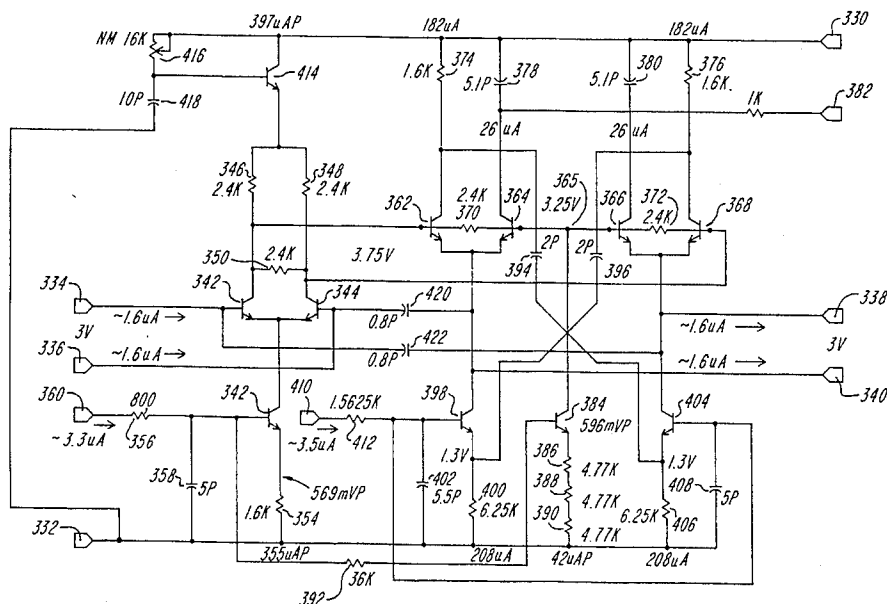 397uAP
182uA
182uA
330
NM 16K
416
414
374
1.6K
378
5.1P
380
5.1P
376
1.6K.
382
1K
10P
418
26uA
26uA
346
2.4K
348
2.4K
362
2.4K
370
364
365
3.25V
366
372
2.4K
368
350
2.4K
3.75V
2P
394
2P
396
334
342
344
420
0.8P
338
~1.6uA
~1.6uA
3V
3V
~1.6uA
422
0.8P
~1.6uA
336
340
360
800
356
~3.3uA
342
410
1.5625K
412
~3.5uA
398
384
596mVP
404
1.3V
1.3V
358
5P
569mVP
402
5.5P
400
6.25K
386
4.77K
388
4.77K
390
4.77K
408
5P
6.25K
406
332
1.6K
354
355uAP
36K
392
208uA
42uAP
208uA